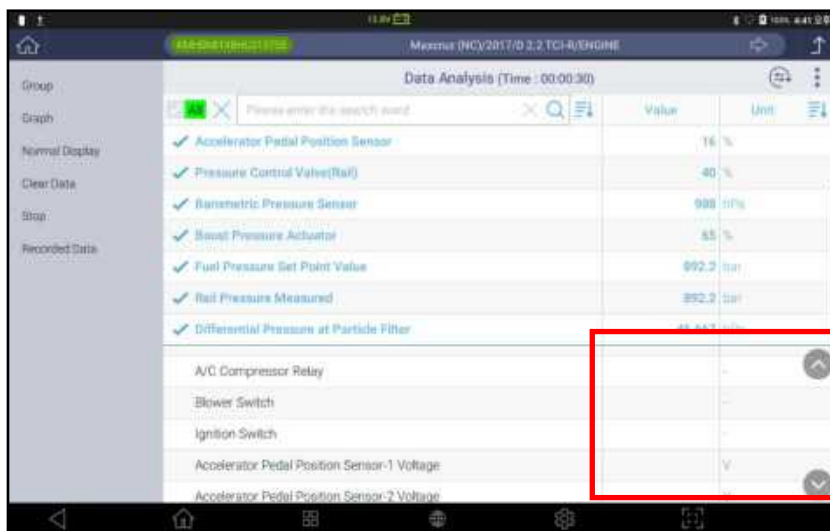 Maxcruz (NC)/2017/D 2.2 TCI-R/ENGINE
Data Analysis (Time : 00:00:30)
Group
Graph
Normal Display
Clear Data
Stop
Recorded Data
All
Please enter the search word
Value
Unit
Accelerator Pedal Position Sensor 16 %
Pressure Control Valve(Rail) 40 %
Barometric Pressure Sensor 988 hPa
Boost Pressure Actuator 65 %
Fuel Pressure Set Point Value 892.2 bar
Rail Pressure Measured 892.2 bar
Differential Pressure at Particle Filter
A/C Compressor Relay -
Blower Switch -
Ignition Switch -
Accelerator Pedal Position Sensor-1 Voltage V
Accelerator Pedal Position Sensor-2 Voltage